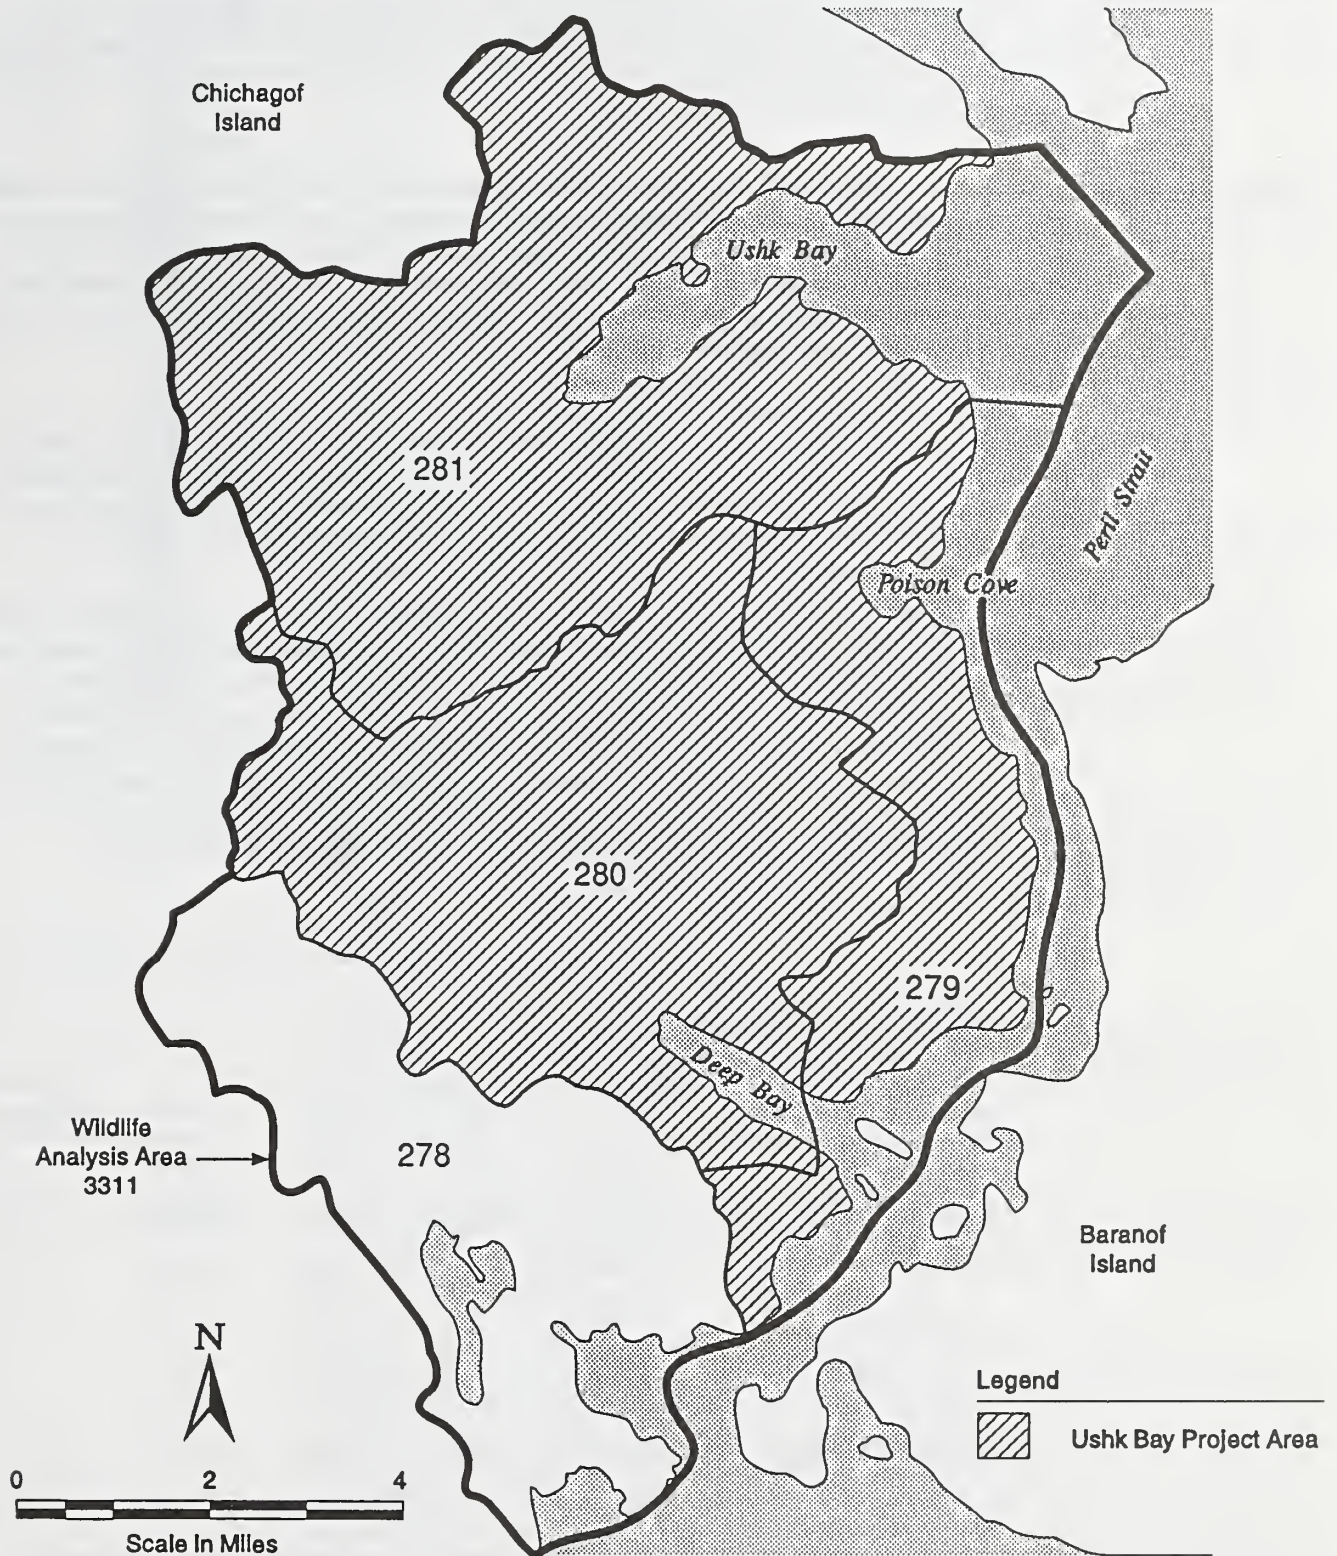 Chichagof
Island
Ushk Bay
281
Peril Strait
Poison Cove
280
279
Deep Bay
Wildlife
Analysis Area
3311
278
Baranof
Island
N
Legend
Ushk Bay Project Area
0 2 4
Scale in Miles